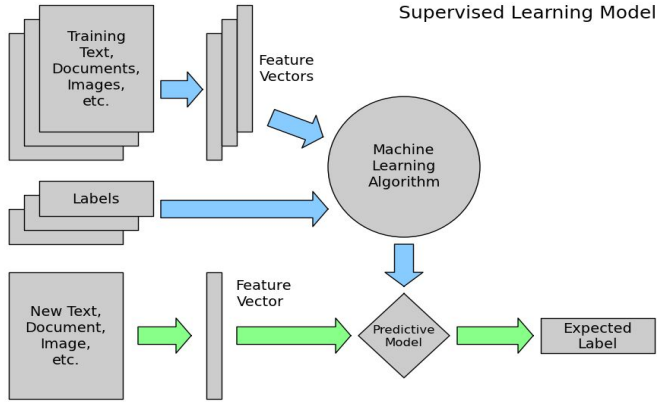 Supervised Learning Model
Training
Text,
Documents,
Images,
etc.
Feature
Vectors
Machine
Learning
Algorithm
Labels
New Text,
Document,
Image,
etc.
Feature
Vector
Predictive
Model
Expected
Label